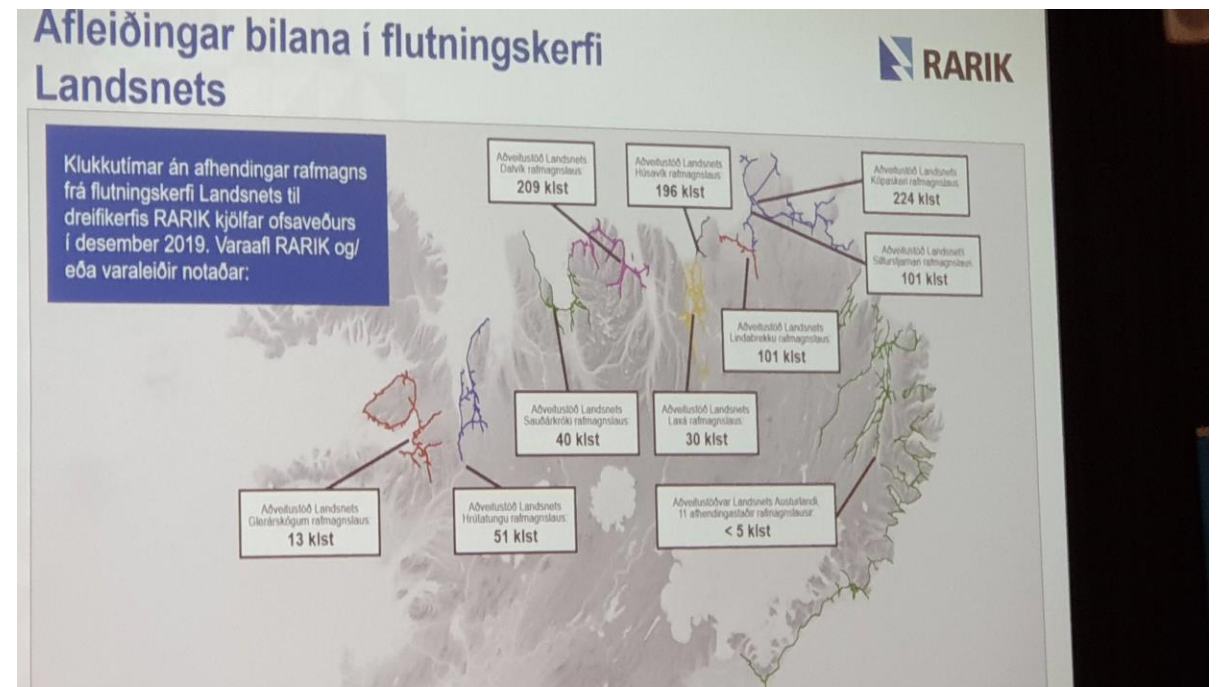 Afleiðingar bilana í flutningskerfi
Landsnets
RARIK
Klukkutímar án afhendingar rafmagns
frá flutningskerfi Landsnets til
dreifikerfis RARIK kjölfar ofsaveðurs
í desember 2019. Varaafl RARIK og/
eða varaleiðir notaðar:
Aðveitustöð Landsnets
Dalvík rafmagnslaus:
209 klst
Aðveitustöð Landsnets
Húsavík rafmagnslaus:
196 klst
Aðveitustöð Landsnets
Kópaskeri rafmagnslaus:
224 klst
Aðveitustöð Landsnets
Silfurstjarnan rafmagnslaus:
101 klst
Aðveitustöð Landsnets
Lindabrekku rafmagnslaus:
101 klst
Aðveitustöð Landsnets
Sauðárkróki rafmagnslaus:
40 klst
Aðveitustöð Landsnets
Laxá rafmagnslaus:
30 klst
Aðveitustöð Landsnets
Glerárskógum rafmagnslaus:
13 klst
Aðveitustöð Landsnets
Hrútatungu rafmagnslaus:
51 klst
Aðveitustöðvar Landsnets Austurlandi,
11 afhendingastaðir rafmagnslausir:
< 5 klst